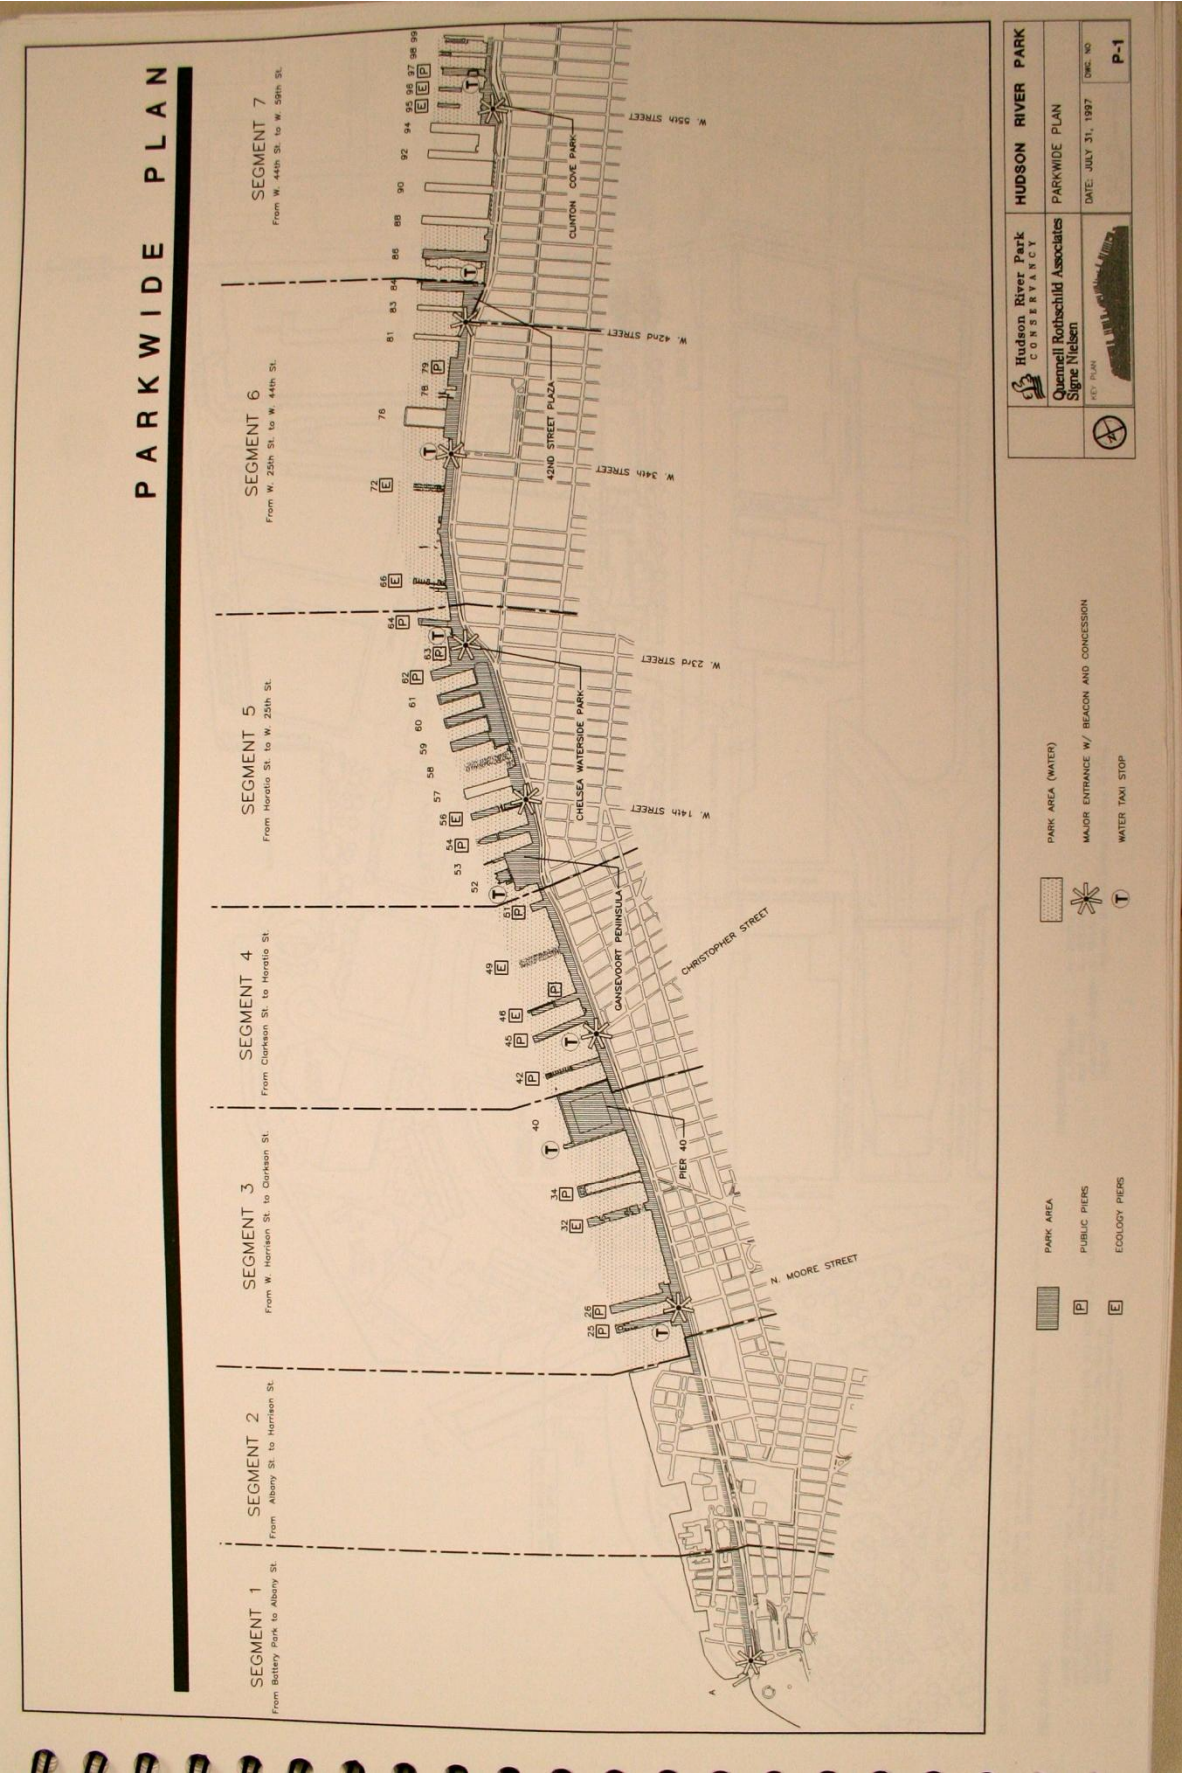 PARKWIDE PLAN
SEGMENT 1
From Battery Park to Albany St.
SEGMENT 2
From Albany St. to Harrison St.
SEGMENT 3
From W. Harrison St. to Clarkson St.
SEGMENT 4
From Clarkson St. to Horatio St.
SEGMENT 5
From Horatio St. to W. 25th St.
SEGMENT 6
From W. 25th St. to W. 44th St.
SEGMENT 7
From W. 44th St. to W. 59th St.
A
T
25 P
26 P
32 E
34 P
T
40
42 P
T
45 P
46 E
P
49 E
51 P
T
52
53
54 P
56 E
57
58
59
60
61
62 P
63 P
T
64 P
66 E
72 E
T
76
78
79 P
81
83
84
T
86
88
90
92
94
95 E
96 E
97 P
98
99
T
PIER 40
GANSEVOORT PENINSULA
CHELSEA WATERSIDE PARK
42ND STREET PLAZA
CLINTON COVE PARK
N. MOORE STREET
CHRISTOPHER STREET
W. 14th STREET
W. 23rd STREET
W. 34th STREET
W. 42nd STREET
W. 55th STREET
PARK AREA
P PUBLIC PIERS
E ECOLOGY PIERS
PARK AREA (WATER)
MAJOR ENTRANCE W/ BEACON AND CONCESSION
T WATER TAXI STOP
Hudson River Park
CONSERVANCY
Quennell Rothschild Associates
Signe Nielsen
KEY PLAN
HUDSON RIVER PARK
PARKWIDE PLAN
DATE: JULY 31, 1997
DWG. NO
P-1